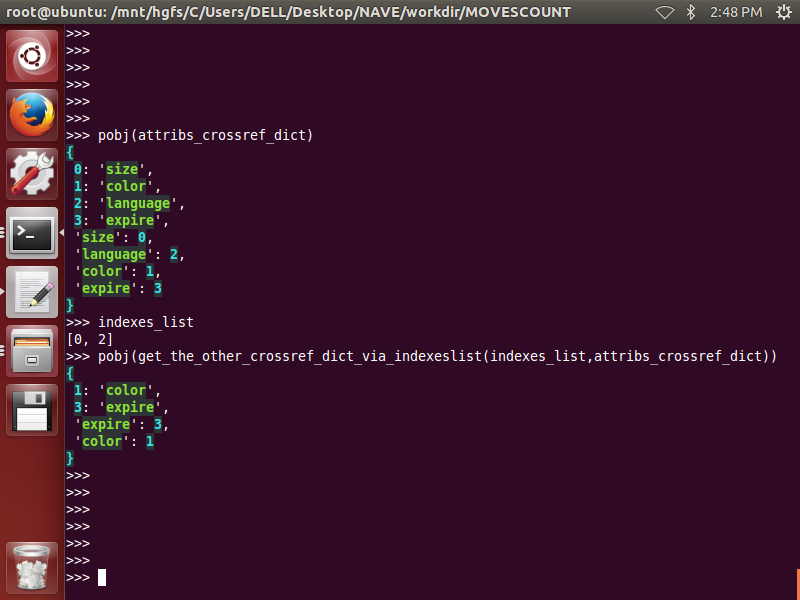 root@ubuntu: /mnt/hgfs/C/Users/DELL/Desktop/NAVE/workdir/MOVESCOUNT 2:48 PM
>>>
>>>
>>>
>>>
>>>
>>>
>>> pobj(attribs_crossref_dict)
{
 0: 'size',
 1: 'color',
 2: 'language',
 3: 'expire',
 'size': 0,
 'language': 2,
 'color': 1,
 'expire': 3
}
>>> indexes_list
[0, 2]
>>> pobj(get_the_other_crossref_dict_via_indexeslist(indexes_list,attribs_crossref_dict))
{
 1: 'color',
 3: 'expire',
 'expire': 3,
 'color': 1
}
>>>
>>>
>>>
>>>
>>>
>>>
>>>